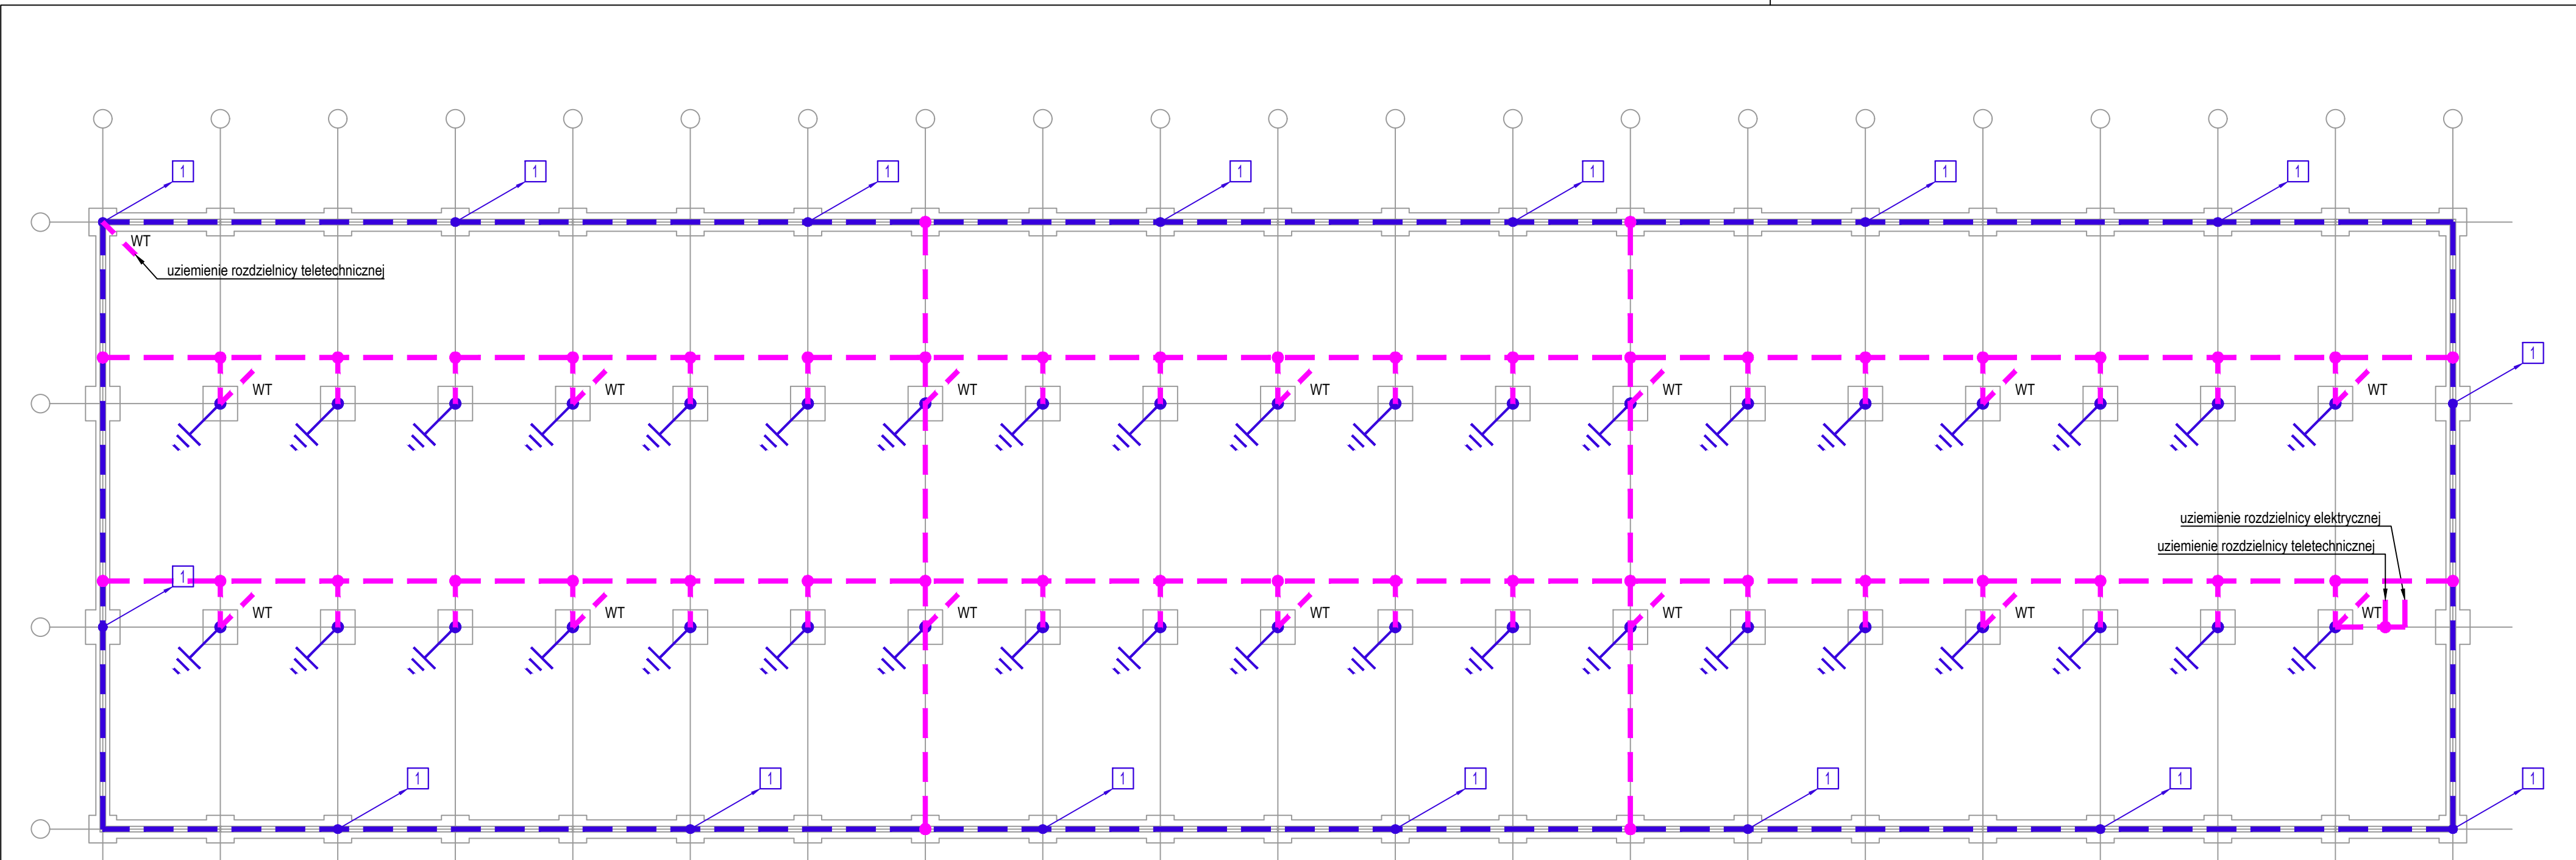 1 1 1 1 1 1 1
WT
uziemienie rozdzielnicy teletechnicznej
1
WT WT WT WT WT WT WT
uziemienie rozdzielnicy elektrycznej
uziemienie rozdzielnicy teletechnicznej
1
WT WT WT WT WT WT WT
1 1 1 1 1 1 1